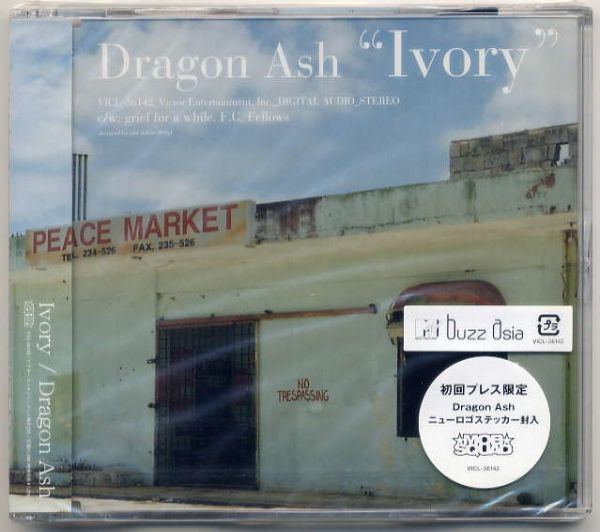 Dragon Ash “Ivory”
VICL-36142_Victor Entertainment, Inc._DIGITAL AUDIO_STEREO
c/w: grief for a while. F.G. Fellows
PEACE MARKET
TEL. 234-526 FAX. 235-526
NO
TRESPASSING
buzz asia
プラ
VICL-36142
初回プレス限定
Dragon Ash
ニューロゴステッカー封入
VICL-36142
Ivory / Dragon Ash